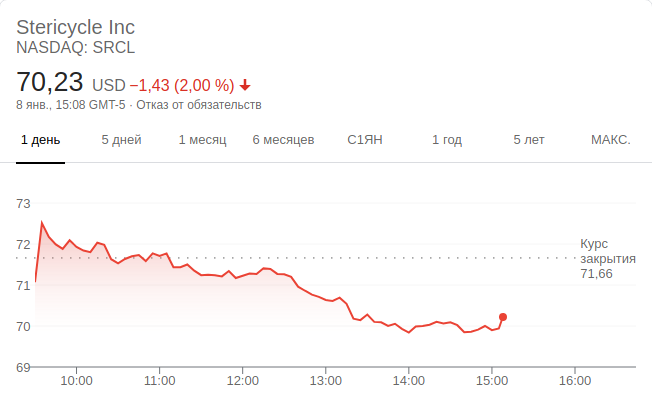 Stericycle Inc
NASDAQ: SRCL
70,23 USD −1,43 (2,00 %)
8 янв., 15:08 GMT-5 · Отказ от обязательств
1 день 5 дней 1 месяц 6 месяцев С1ЯН 1 год 5 лет МАКС.
73
72
71
70
69
Курс
закрытия
71,66
10:00 11:00 12:00 13:00 14:00 15:00 16:00